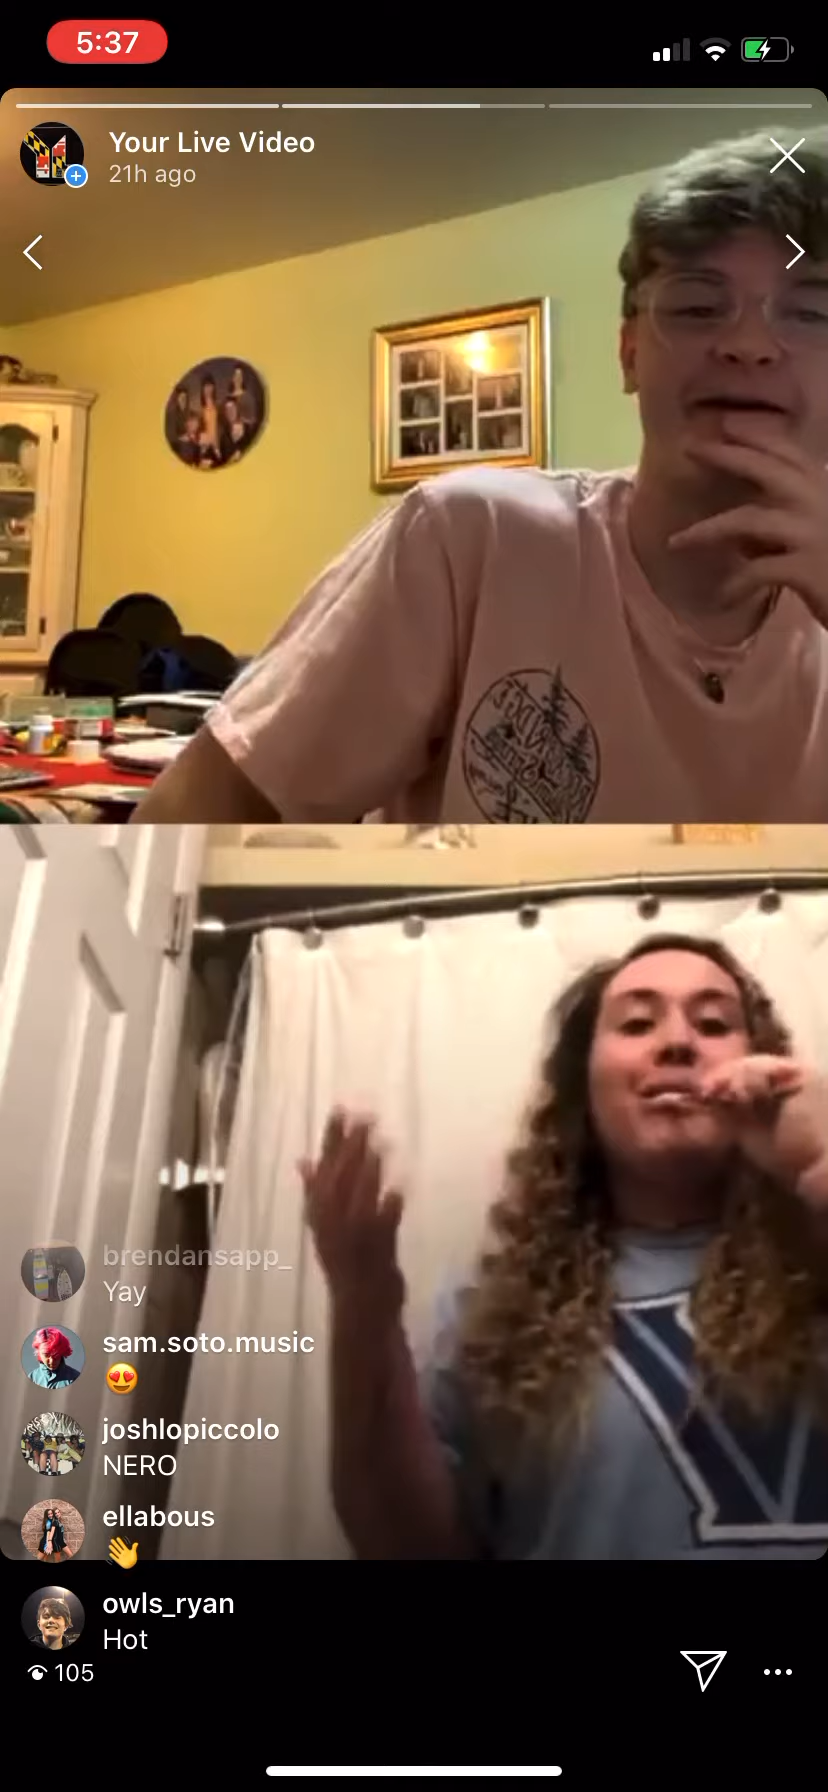 5:37
Your Live Video
21h ago
brendansapp_
Yay
sam.soto.music
😍
joshlopiccolo
NERO
ellabous
👋
owls_ryan
Hot
105